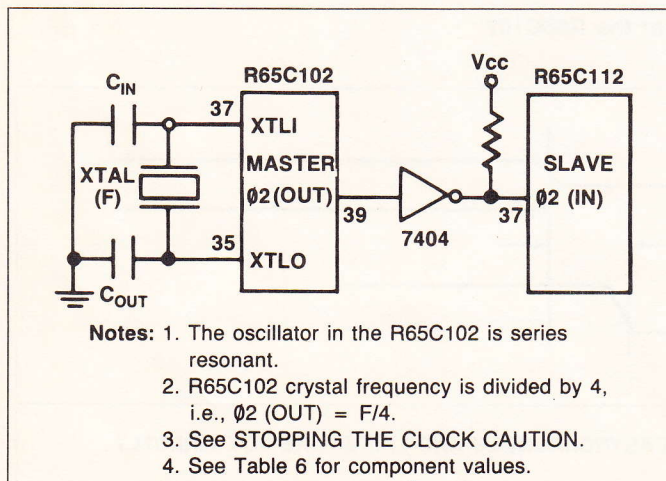 Vcc
R65C102
R65C112
CIN
37
XTLI
XTAL
(F)
MASTER
Ø2 (OUT)
39
7404
37
SLAVE
Ø2 (IN)
35
XTLO
COUT
Notes: 1. The oscillator in the R65C102 is series
resonant.
2. R65C102 crystal frequency is divided by 4,
i.e., Ø2 (OUT) = F/4.
3. See STOPPING THE CLOCK CAUTION.
4. See Table 6 for component values.